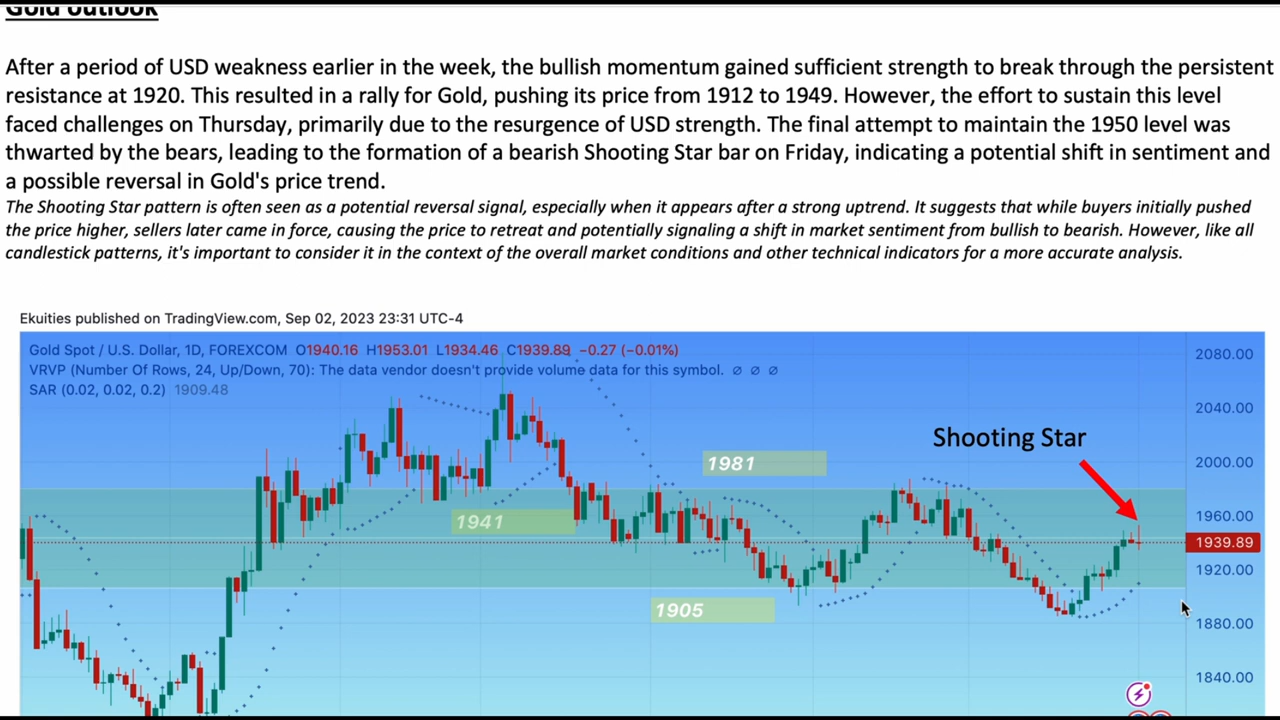 Gold outlook
After a period of USD weakness earlier in the week, the bullish momentum gained sufficient strength to break through the persistent
resistance at 1920. This resulted in a rally for Gold, pushing its price from 1912 to 1949. However, the effort to sustain this level
faced challenges on Thursday, primarily due to the resurgence of USD strength. The final attempt to maintain the 1950 level was
thwarted by the bears, leading to the formation of a bearish Shooting Star bar on Friday, indicating a potential shift in sentiment and
a possible reversal in Gold's price trend.
The Shooting Star pattern is often seen as a potential reversal signal, especially when it appears after a strong uptrend. It suggests that while buyers initially pushed
the price higher, sellers later came in force, causing the price to retreat and potentially signaling a shift in market sentiment from bullish to bearish. However, like all
candlestick patterns, it's important to consider it in the context of the overall market conditions and other technical indicators for a more accurate analysis.
Ekuities published on TradingView.com, Sep 02, 2023 23:31 UTC-4
Gold Spot / U.S. Dollar, 1D, FOREXCOM O1940.16 H1953.01 L1934.46 C1939.89 −0.27 (−0.01%)
VRVP (Number Of Rows, 24, Up/Down, 70): The data vendor doesn't provide volume data for this symbol. ∅ ∅ ∅
SAR (0.02, 0.02, 0.2) 1909.48
2080.00
2040.00
Shooting Star
1981
2000.00
1941
1960.00
1939.89
1920.00
1905
1880.00
1840.00